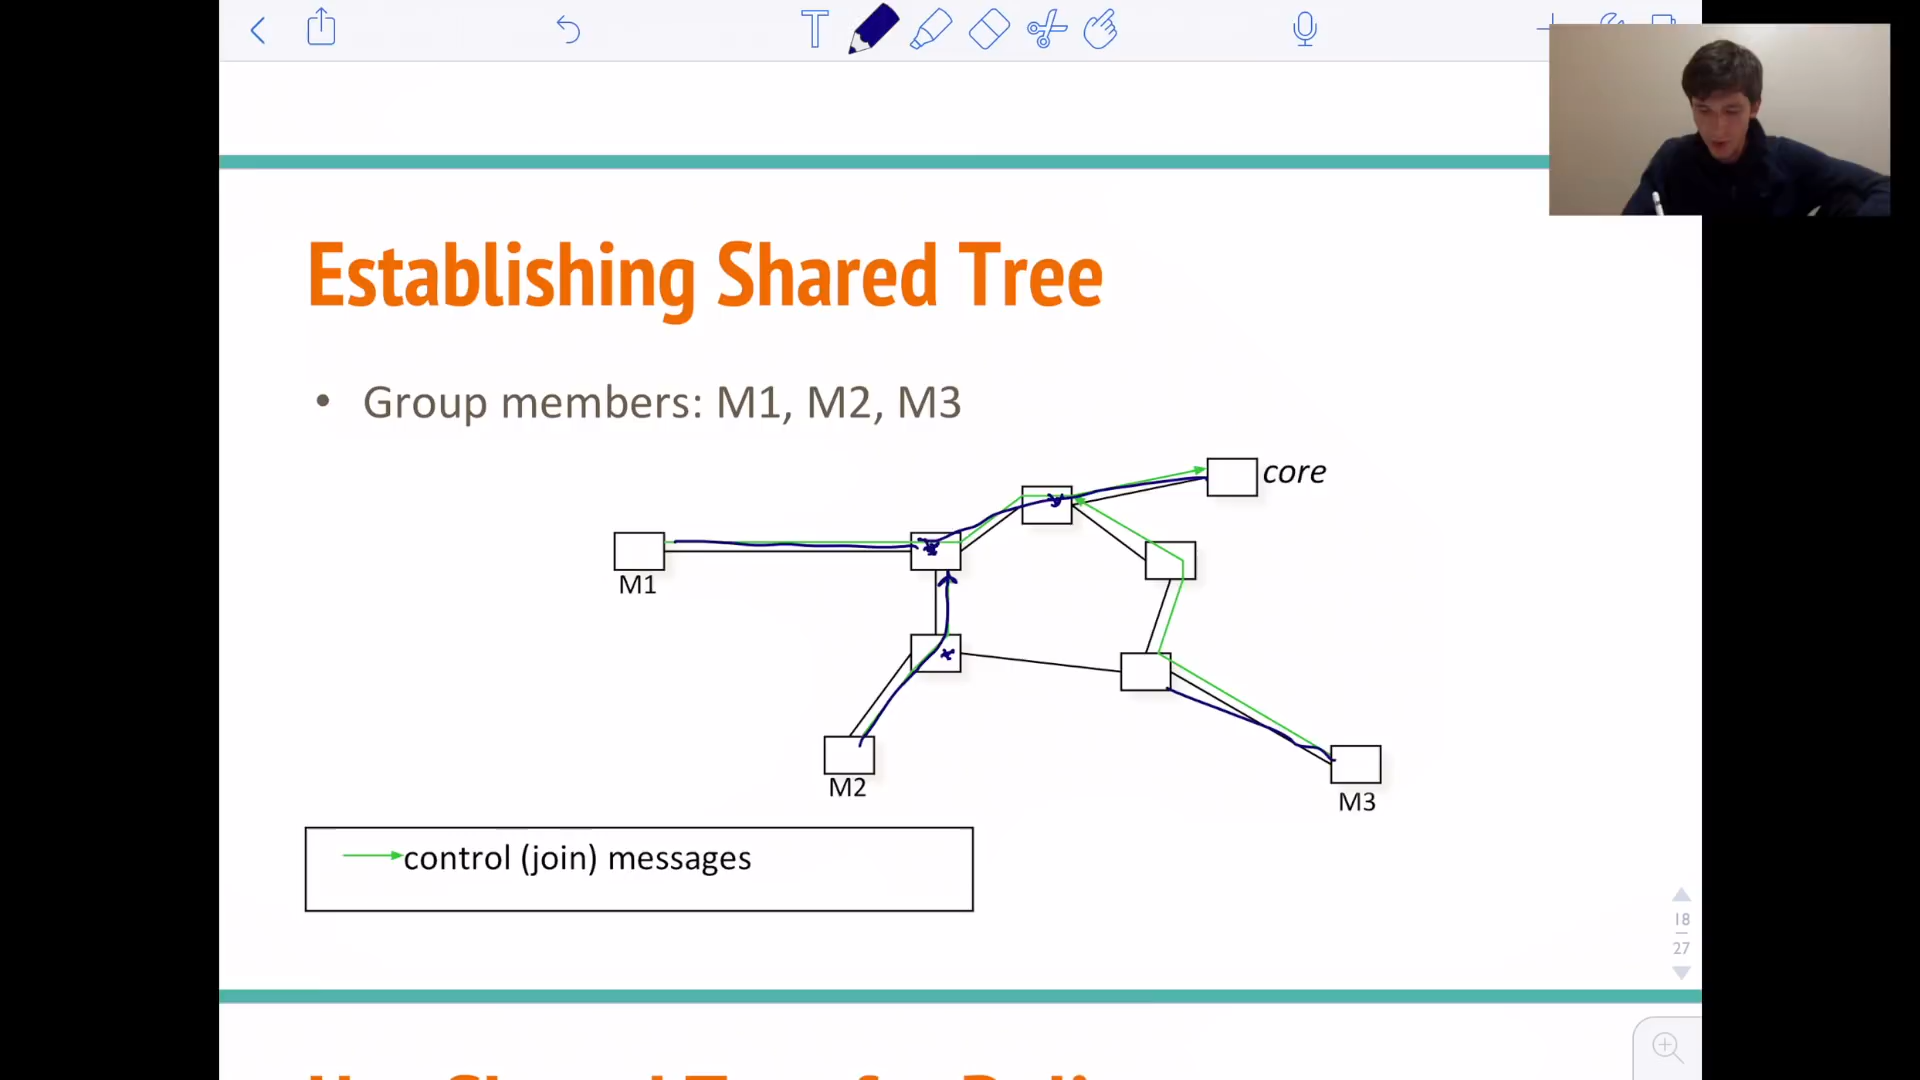 T
Establishing Shared Tree
• Group members: M1, M2, M3
core
M1
M2
M3
control (join) messages
18
27